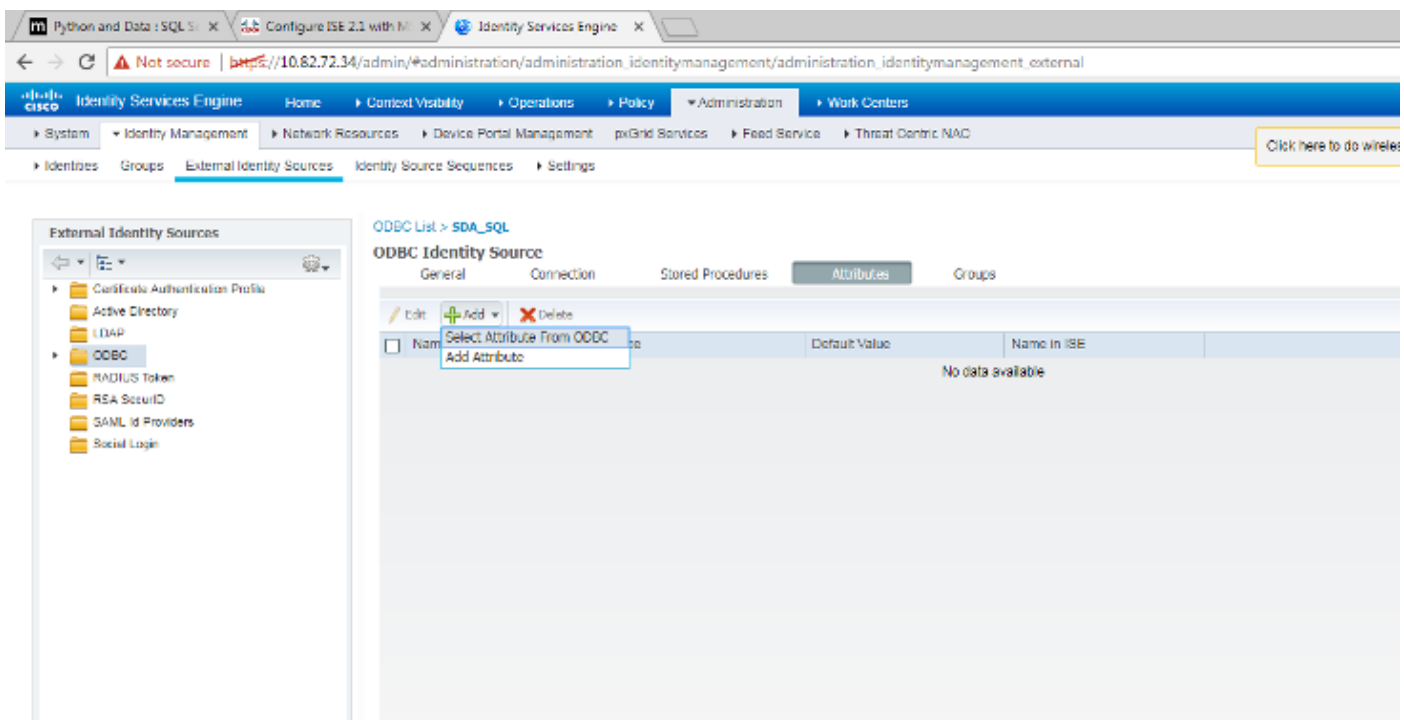 Python and Data : SQL S Configure ISE 2.1 with M Identity Services Engine
Not secure | https://10.82.72.34/admin/#administration/administration_identitymanagement/administration_identitymanagement_external
cisco Identity Services Engine Home Context Visibility Operations Policy Administration Work Centers
System Identity Management Network Resources Device Portal Management pxGrid Services Feed Service Threat Centric NAC
Click here to do wireles
Identities Groups External Identity Sources Identity Source Sequences Settings
External Identity Sources
Certificate Authentication Profile
Active Directory
LDAP
ODBC
RADIUS Token
RSA SecurID
SAML Id Providers
Social Login
ODBC List > SDA_SQL
ODBC Identity Source
General Connection Stored Procedures Attributes Groups
Edit Add Delete
Select Attribute From ODBC
Add Attribute
Nam Default Value Name in ISE
No data available